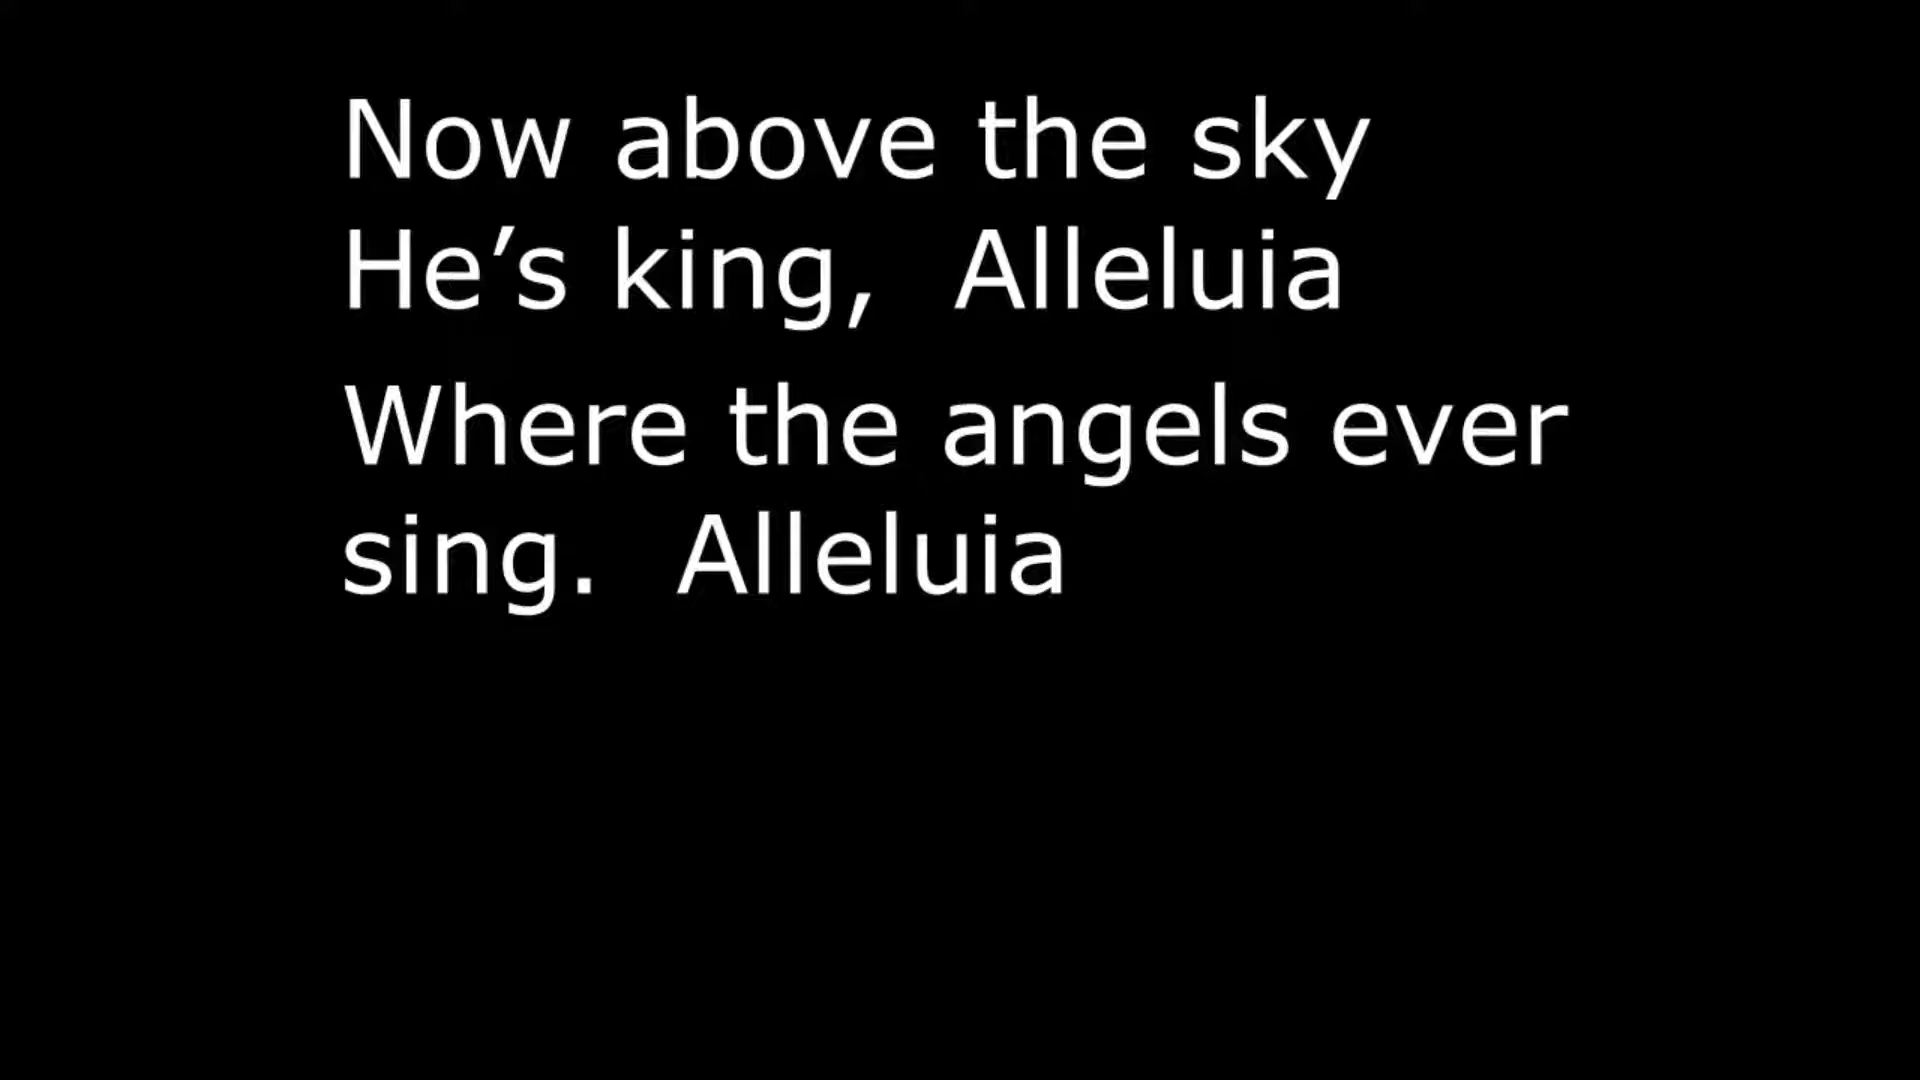 Now above the sky
He’s king,  Alleluia
Where the angels ever
sing.  Alleluia